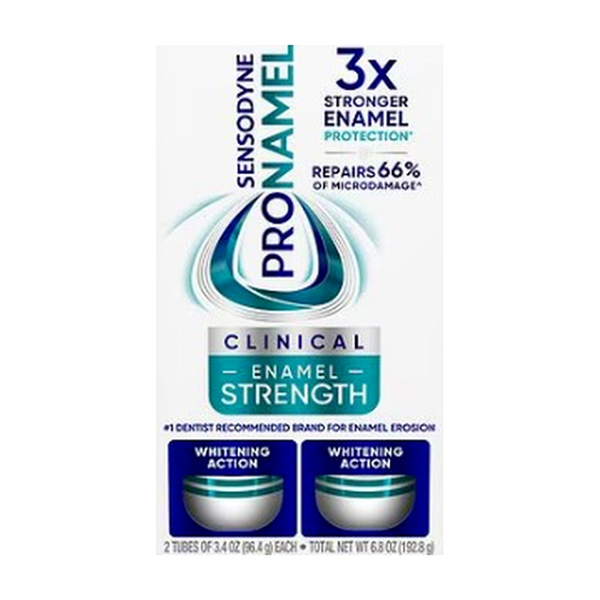 SENSODYNE
PRONAMEL
3x
STRONGER
ENAMEL
PROTECTION*
REPAIRS 66%
OF MICRODAMAGE^
CLINICAL
— ENAMEL —
STRENGTH
#1 DENTIST RECOMMENDED BRAND FOR ENAMEL EROSION
WHITENING
ACTION
WHITENING
ACTION
2 TUBES OF 3.4 OZ (96.4 g) EACH • TOTAL NET WT 6.8 OZ (192.8 g)